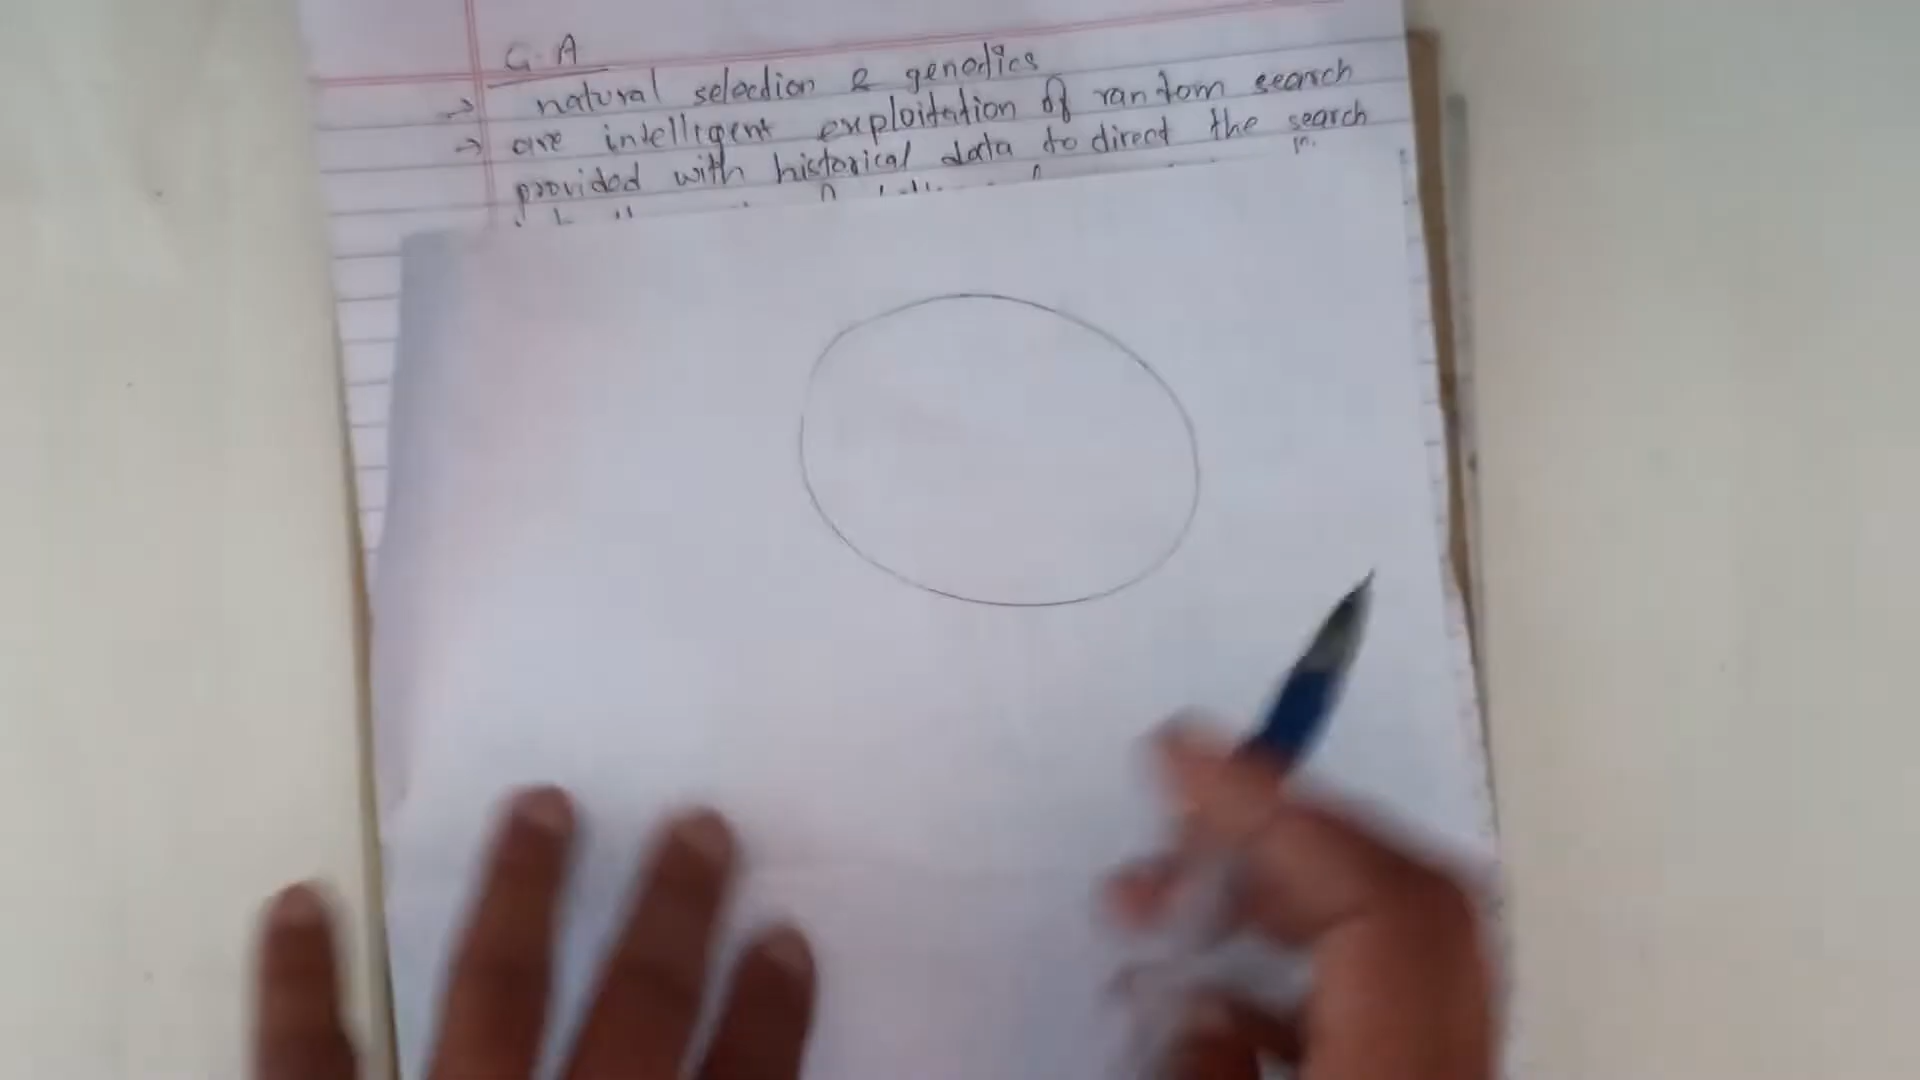 G.A
→ natural selection & genetics
→ are intelligent exploitation of random search
provided with historical data to direct the search